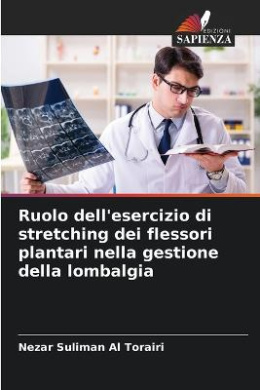 EDIZIONI
SAPIENZA
Ruolo dell'esercizio di
stretching dei flessori
plantari nella gestione
della lombalgia
Nezar Suliman Al Torairi